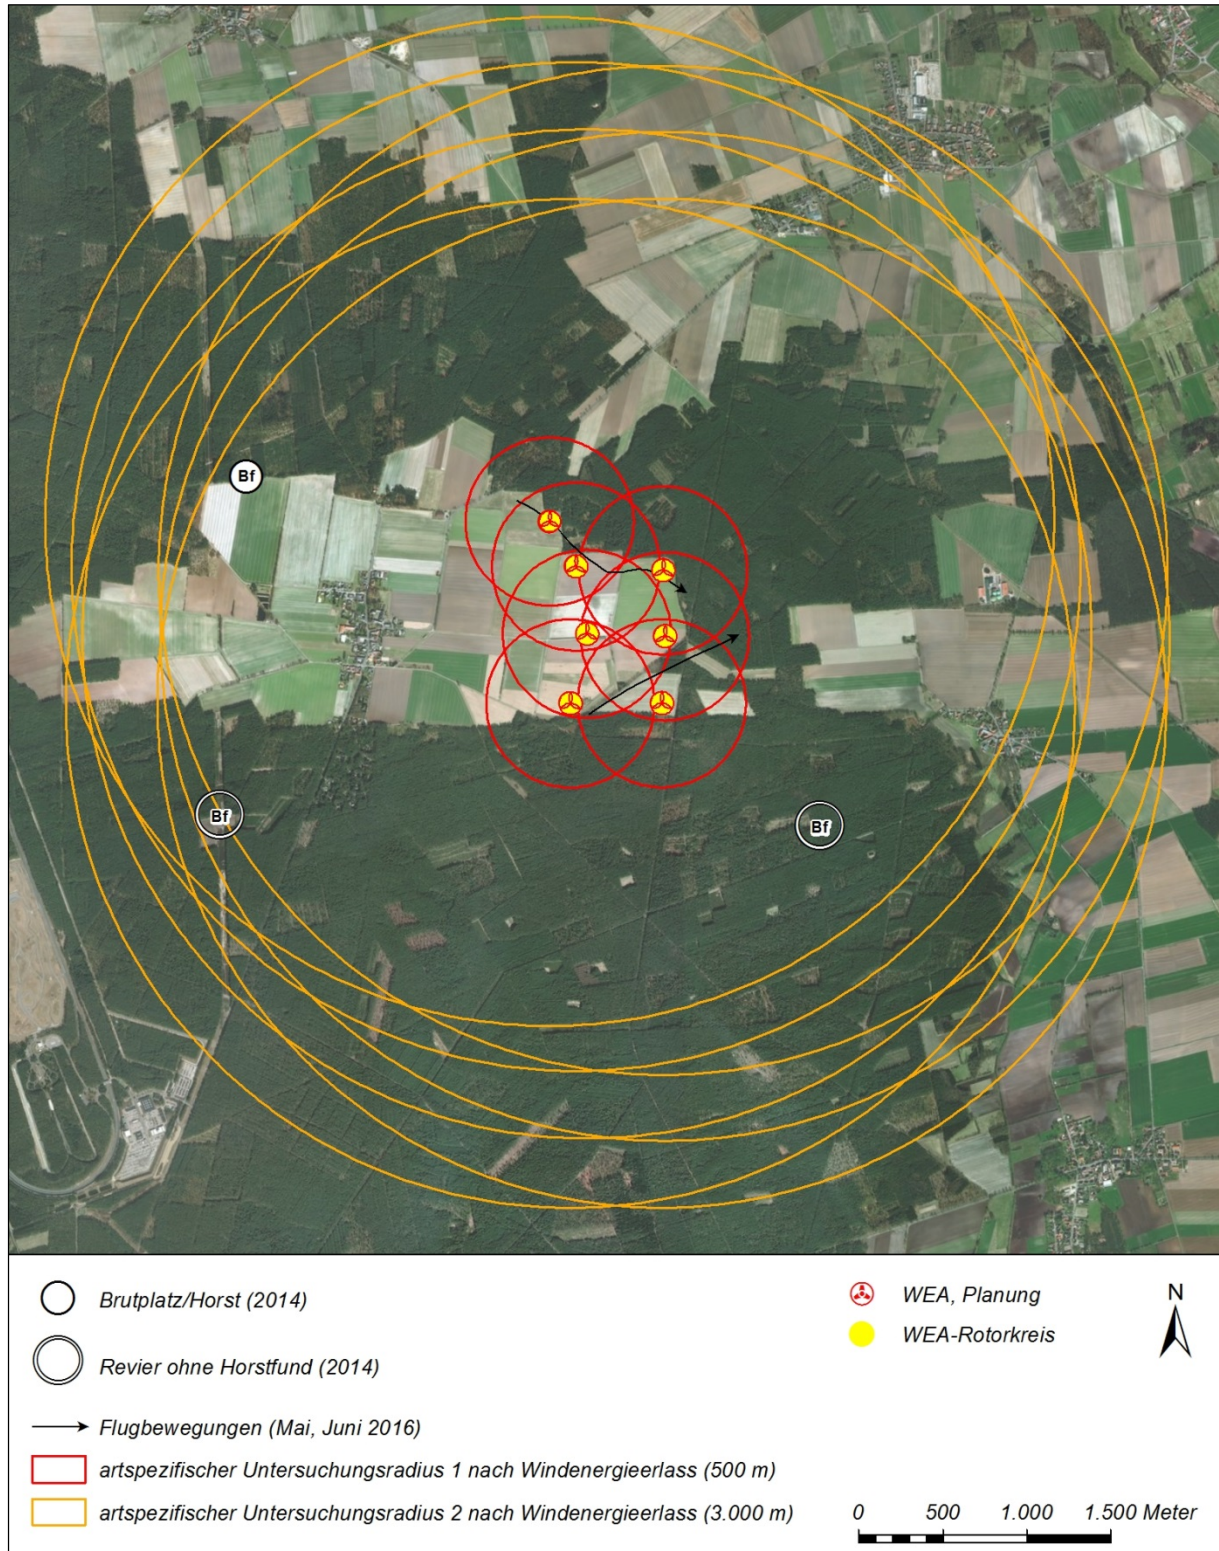 Bf
Bf
Bf
Brutplatz/Horst (2014)
Revier ohne Horstfund (2014)
Flugbewegungen (Mai, Juni 2016)
artspezifischer Untersuchungsradius 1 nach Windenergieerlass (500 m)
artspezifischer Untersuchungsradius 2 nach Windenergieerlass (3.000 m)
WEA, Planung
WEA-Rotorkreis
N
0 500 1.000 1.500 Meter